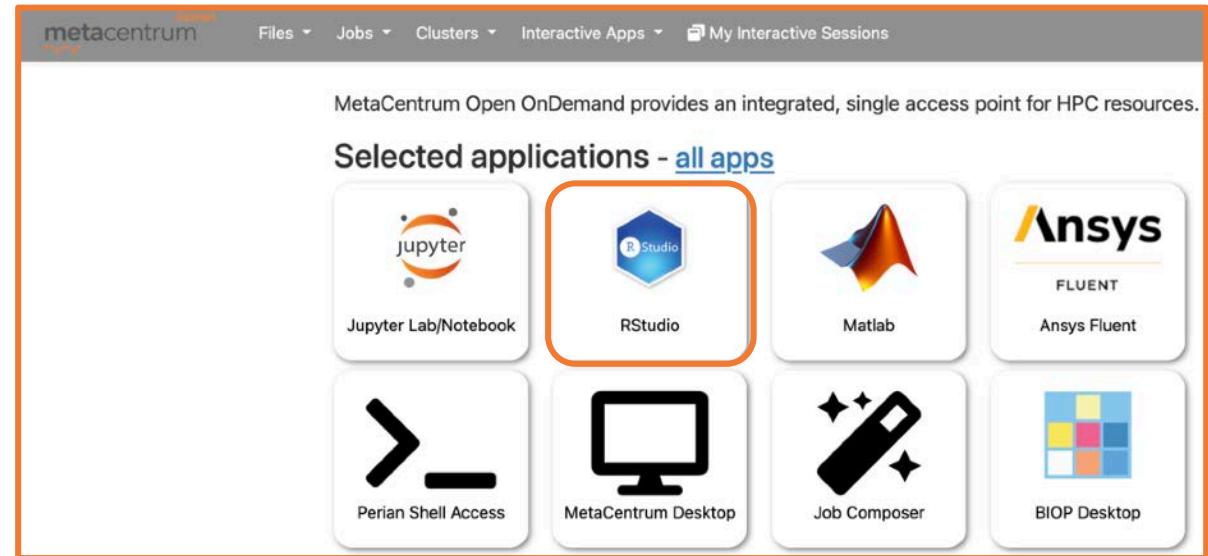 metacentrum
Files Jobs Clusters Interactive Apps My Interactive Sessions
MetaCentrum Open OnDemand provides an integrated, single access point for HPC resources.
Selected applications - all apps
jupyter
R Studio
Ansys
FLUENT
Jupyter Lab/Notebook
RStudio
Matlab
Ansys Fluent
Perian Shell Access
MetaCentrum Desktop
Job Composer
BIOP Desktop